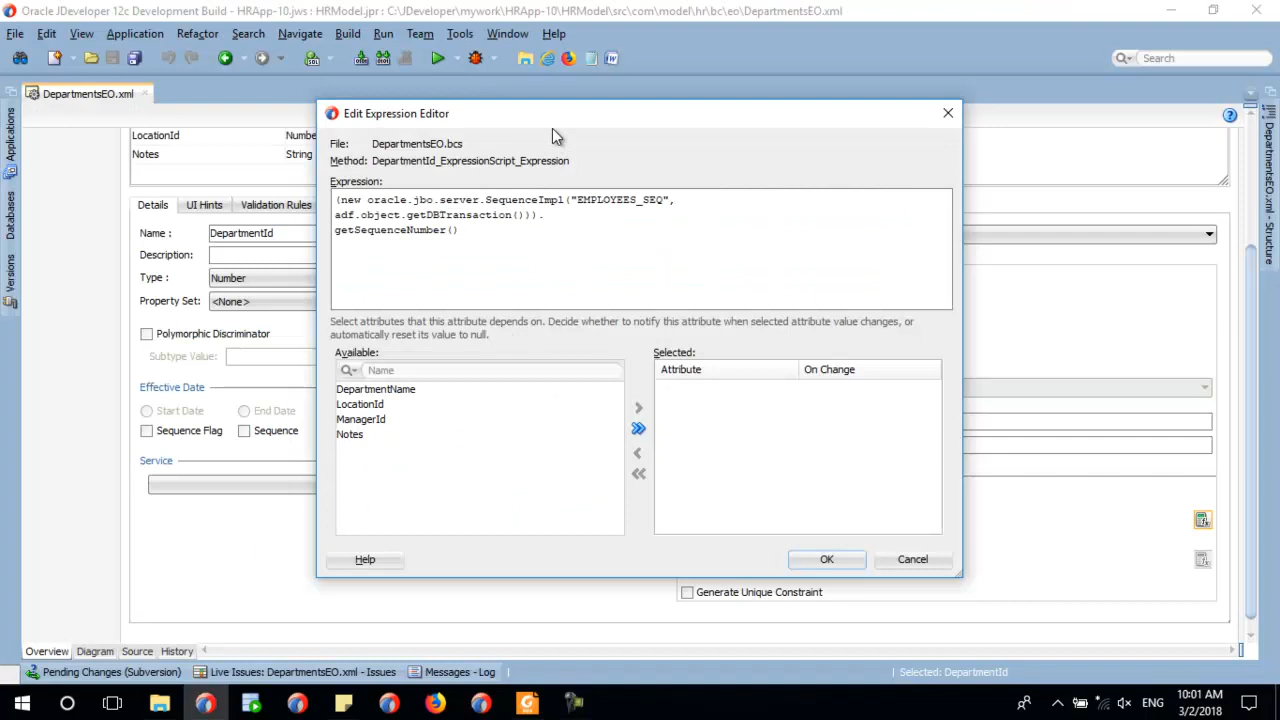 Oracle JDeveloper 12c Development Build - HRApp-10.jws : HRModel.jpr : C:\JDeveloper\mywork\HRApp-10\HRModel\src\com\model\hr\bc\eo\DepartmentsEO.xml
File Edit View Application Refactor Search Navigate Build Run Team Tools Window Help
Search
DepartmentsEO.xml
Applications
Databases
Versions
DepartmentsEO.xml - Structure
LocationId Number
Notes String
Details UI Hints Validation Rules
Name : DepartmentId
Description:
Type : Number
Property Set: <None>
Polymorphic Discriminator
Subtype Value:
Effective Date
Start Date End Date
Sequence Flag Sequence
Service
Edit Expression Editor
File: DepartmentsEO.bcs
Method: DepartmentId_ExpressionScript_Expression
Expression:
(new oracle.jbo.server.SequenceImpl("EMPLOYEES_SEQ",
adf.object.getDBTransaction())).
getSequenceNumber()
Select attributes that this attribute depends on. Decide whether to notify this attribute when selected attribute value changes, or
automatically reset its value to null.
Available:
Name
DepartmentName
LocationId
ManagerId
Notes
Selected:
Attribute On Change
Help OK Cancel
Generate Unique Constraint
Overview Diagram Source History
Pending Changes (Subversion) Live Issues: DepartmentsEO.xml - Issues Messages - Log Selected: DepartmentId
ENG
10:01 AM
3/2/2018